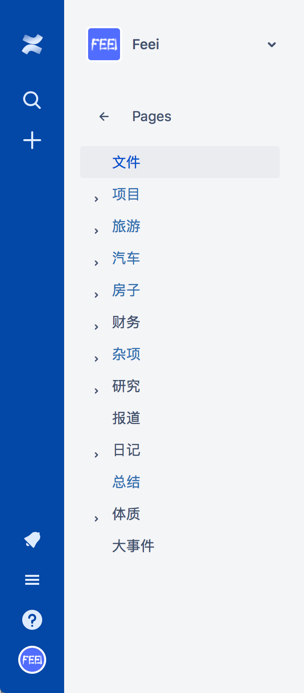 FEEI
Feei
Pages
文件
项目
旅游
汽车
房子
财务
杂项
研究
报道
日记
总结
体质
大事件
FEEI